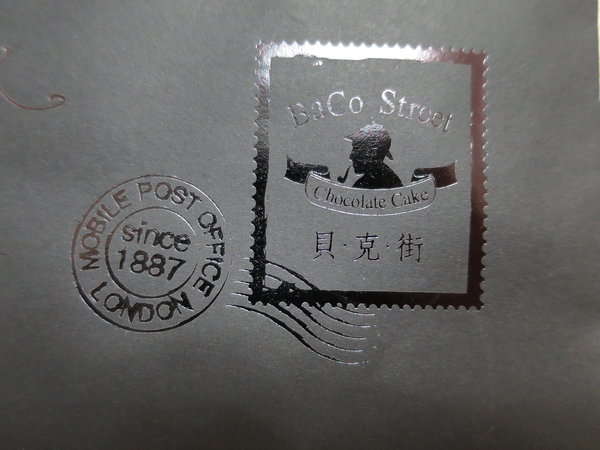 BaCo Street
Chocolate Cake
貝·克·街
MOBILE POST OFFICE
since
1887
LONDON